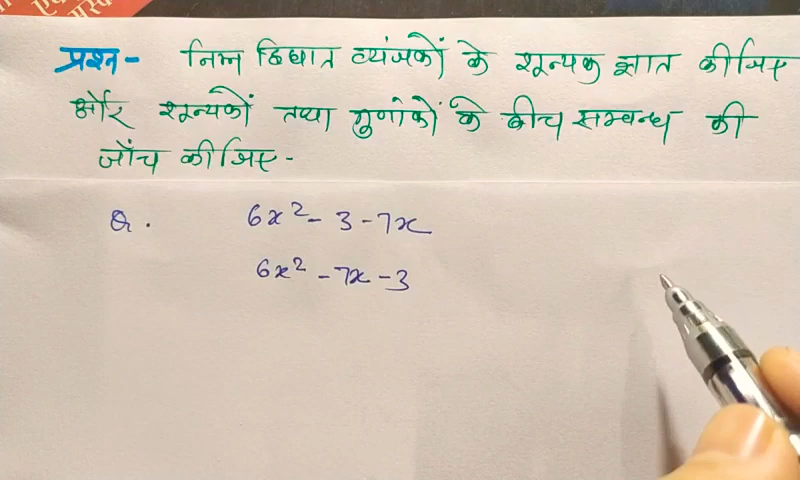 प्रश्न- निम्न द्विघात व्यंजकों के शून्यक ज्ञात कीजिए
और शून्यकों तथा गुणांकों के बीच सम्बन्ध की
जाँच कीजिए-
Q. 6x² - 3 - 7x
6x² - 7x - 3